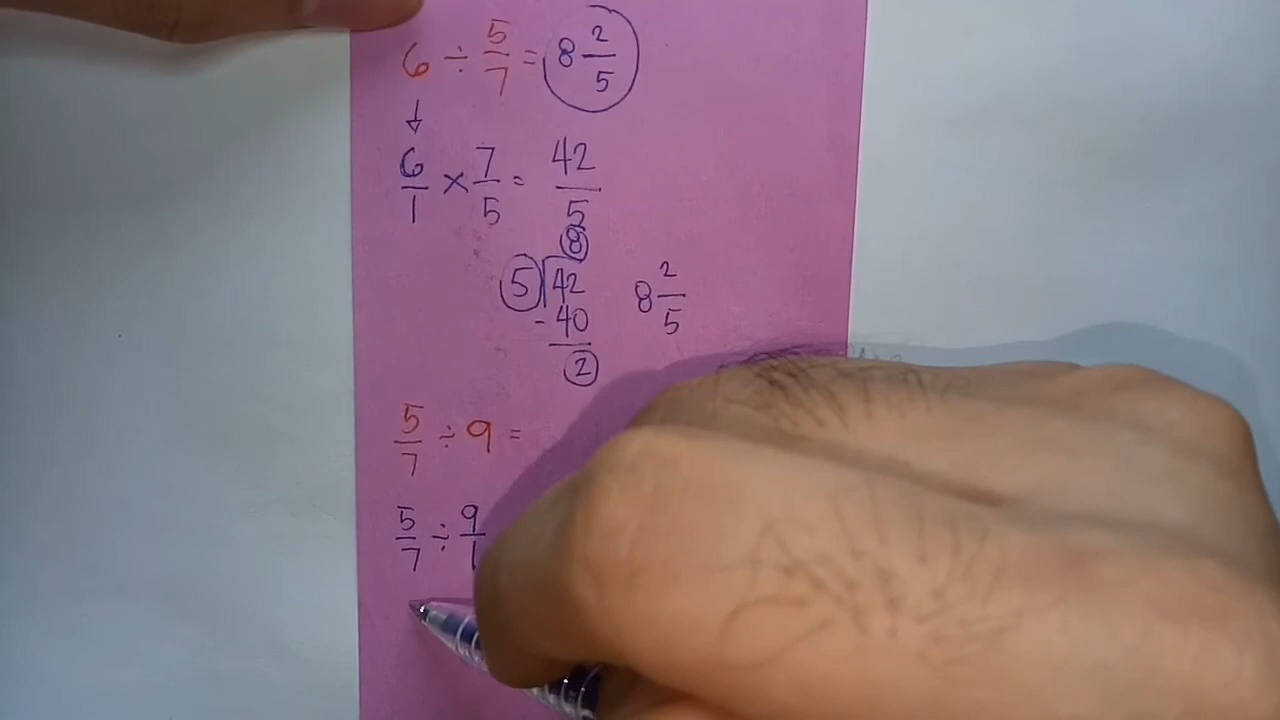 6 ÷ 5/7 = 8 2/5
↓
6/1 × 7/5 = 42/5
8
5)42 8 2/5
-40
2
5/7 ÷ 9 =
5/7 ÷ 9/1